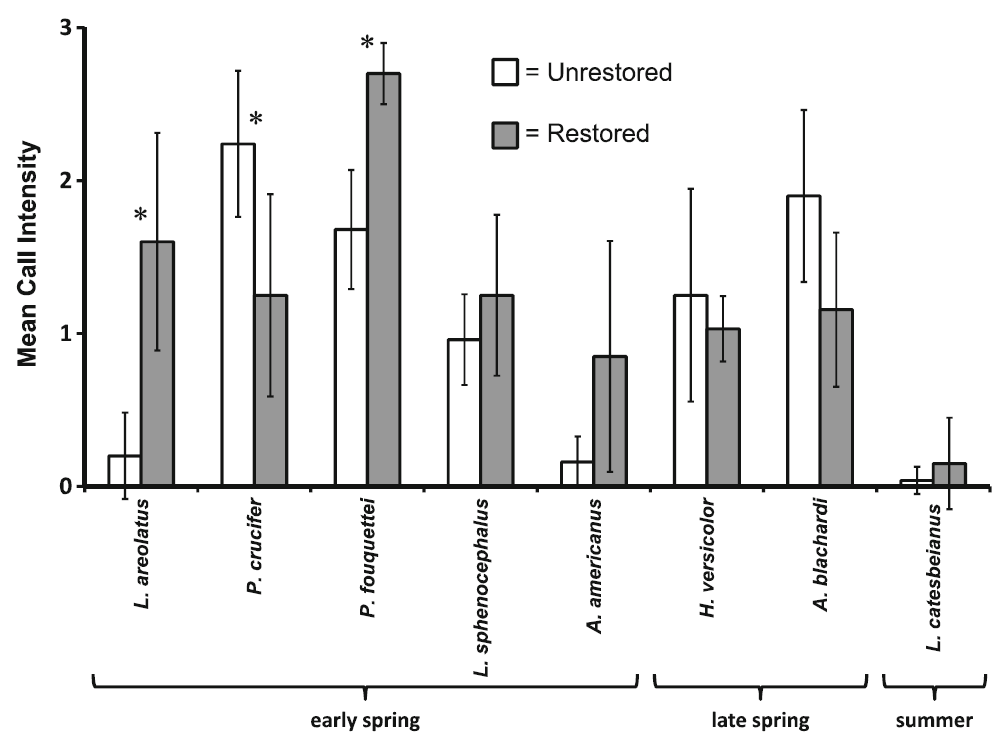 3
2
1
0
Mean Call Intensity
*
*
*
= Unrestored
= Restored
L. areolatus
P. crucifer
P. fouquettei
L. sphenocephalus
A. americanus
H. versicolor
A. blachardi
L. catesbeianus
early spring
late spring
summer